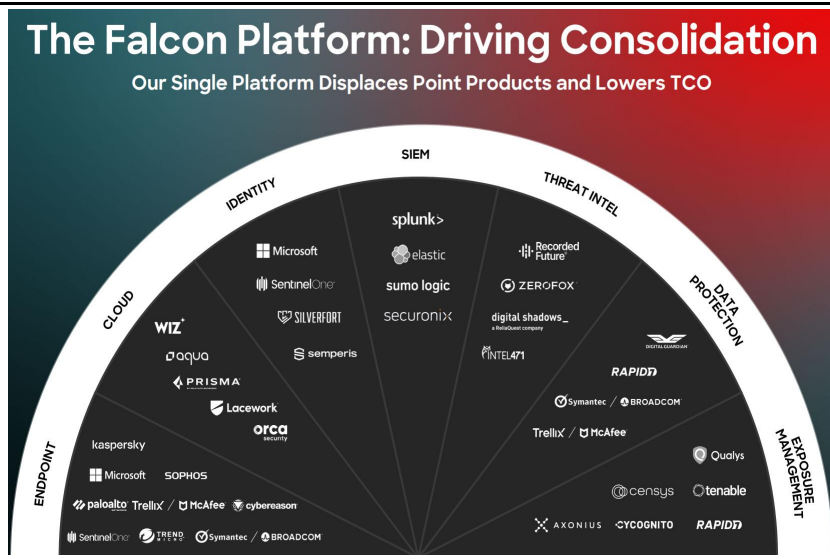 The Falcon Platform: Driving Consolidation
Our Single Platform Displaces Point Products and Lowers TCO
ENDPOINT
kaspersky
Microsoft SOPHOS
paloalto Trellix / McAfee cybereason
SentinelOne TREND MICRO Symantec / BROADCOM
CLOUD
WIZ
aqua
PRISMA
Lacework
orca
security
IDENTITY
Microsoft
SentinelOne
SILVERFORT
semperis
SIEM
splunk>
elastic
sumo logic
securonix
THREAT INTEL
Recorded
Future
ZEROFOX
digital shadows_
a ReliaQuest company
INTEL471
DATA
PROTECTION
DIGITAL GUARDIAN
RAPID7
Symantec / BROADCOM
Trellix / McAfee
EXPOSURE
MANAGEMENT
Qualys
censys tenable
AXONIUS CYCOGNITO RAPID7